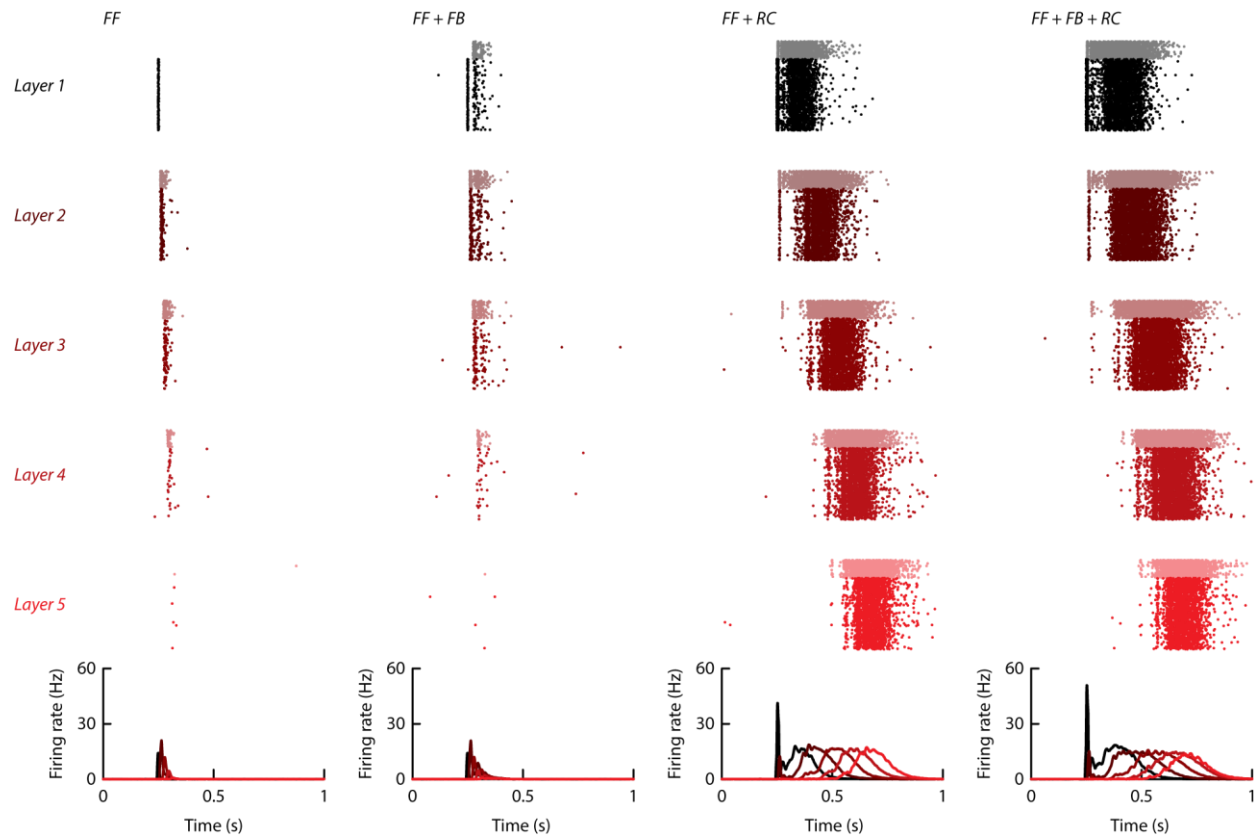 FF FF + FB FF + RC FF + FB + RC
Layer 1
Layer 2
Layer 3
Layer 4
Layer 5
60 60 60 60
Firing rate (Hz) Firing rate (Hz) Firing rate (Hz) Firing rate (Hz)
30 30 30 30
0 0 0 0
0 0.5 1 0 0.5 1 0 0.5 1 0 0.5 1
Time (s) Time (s) Time (s) Time (s)